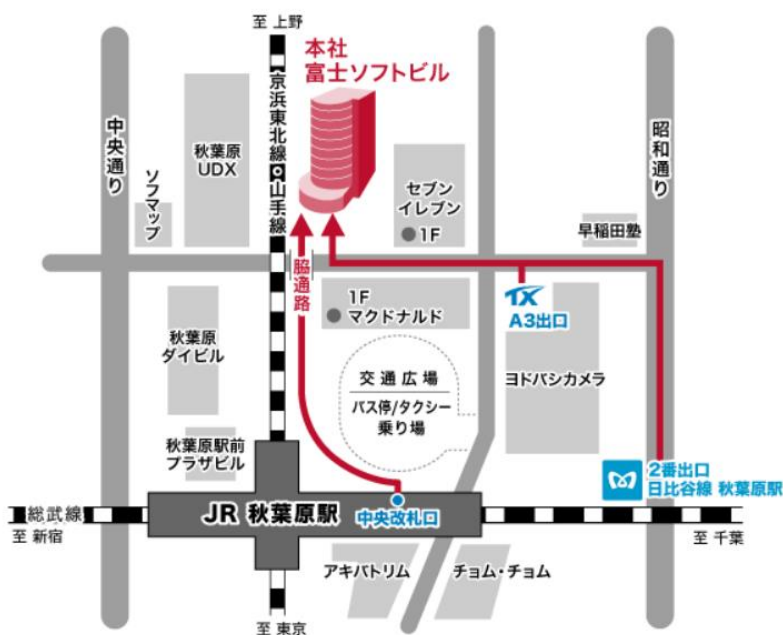 至 上野
本社
富士ソフトビル
中央通り
京浜東北線
山手線
昭和通り
秋葉原
UDX
ソフマップ
セブン
イレブン
1F
早稲田塾
脇通路
1F
マクドナルド
TX
A3出口
秋葉原
ダイビル
交通広場
バス停/タクシー
乗り場
ヨドバシカメラ
秋葉原駅前
プラザビル
2番出口
日比谷線 秋葉原駅
総武線
至 新宿
JR 秋葉原駅
中央改札口
至 千葉
アキバトリム
チョム・チョム
至 東京